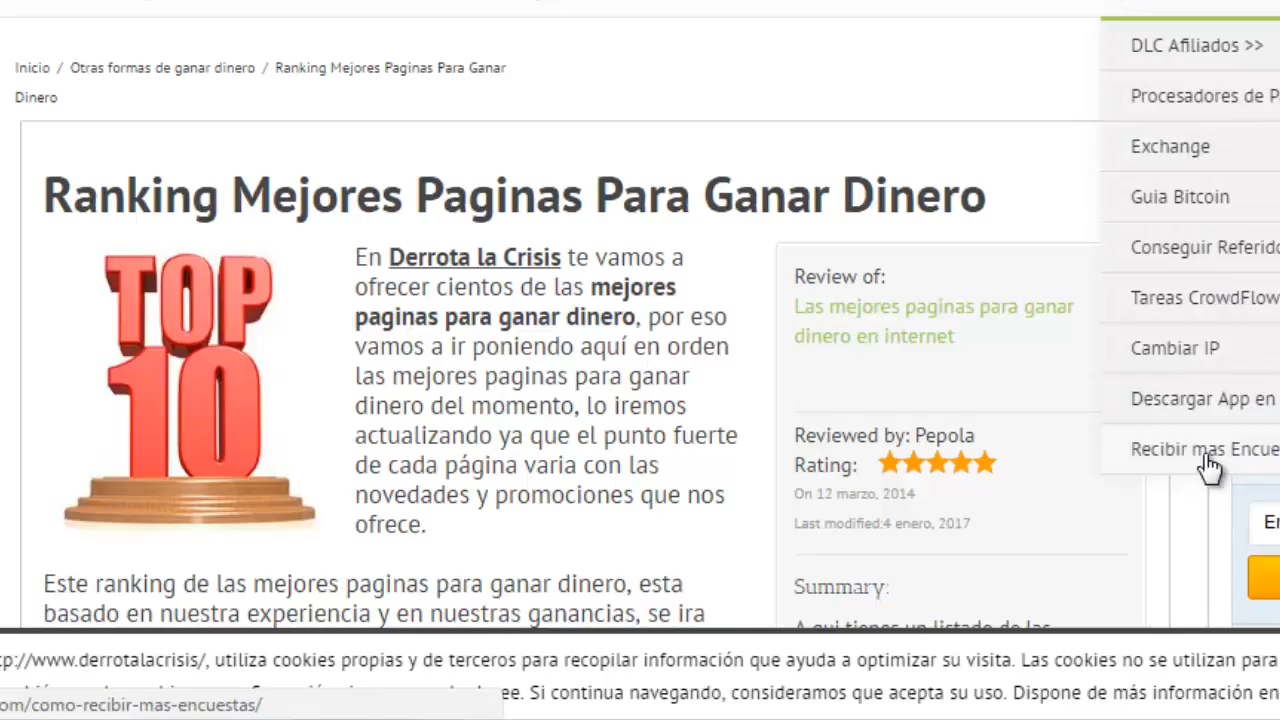 Inicio / Otras formas de ganar dinero / Ranking Mejores Paginas Para Ganar
Dinero
Ranking Mejores Paginas Para Ganar Dinero
TOP
10
En Derrota la Crisis te vamos a
ofrecer cientos de las mejores
paginas para ganar dinero, por eso
vamos a ir poniendo aquí en orden
las mejores paginas para ganar
dinero del momento, lo iremos
actualizando ya que el punto fuerte
de cada página varia con las
novedades y promociones que nos
ofrece.
Este ranking de las mejores paginas para ganar dinero, esta
basado en nuestra experiencia y en nuestras ganancias, se ira
Review of:
Las mejores paginas para ganar
dinero en internet
Reviewed by: Pepola
Rating:
On 12 marzo, 2014
Last modified:4 enero, 2017
Summary:
A qui tienes un listado de las
DLC Afiliados >>
Procesadores de P
Exchange
Guia Bitcoin
Conseguir Referido
Tareas CrowdFlow
Cambiar IP
Descargar App en
Recibir mas Encue
En
tp://www.derrotalacrisis/, utiliza cookies propias y de terceros para recopilar información que ayuda a optimizar su visita. Las cookies no se utilizan para
ee. Si continua navegando, consideramos que acepta su uso. Dispone de más información en
om/como-recibir-mas-encuestas/